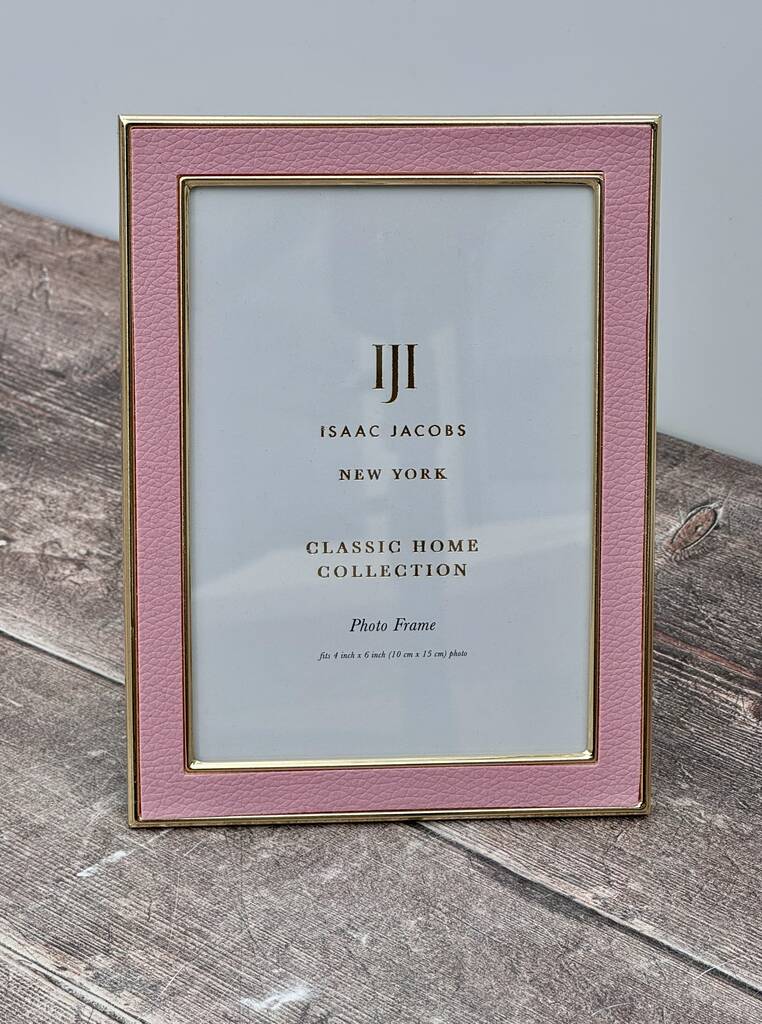 IJI
ISAAC JACOBS
NEW YORK
CLASSIC HOME
COLLECTION
Photo Frame
fits 4 inch x 6 inch (10 cm x 15 cm) photo